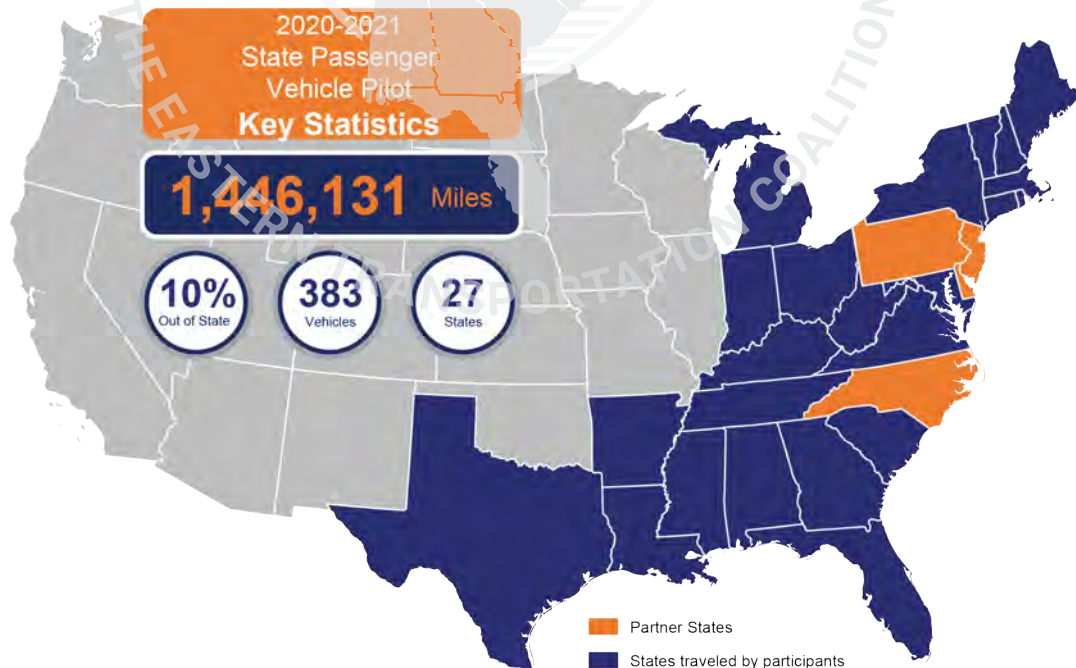 2020-2021
State Passenger
Vehicle Pilot
Key Statistics
1,446,131 Miles
10%
Out of State
383
Vehicles
27
States
Partner States
States traveled by participants
THE EASTERN TRANSPORTATION COALITION